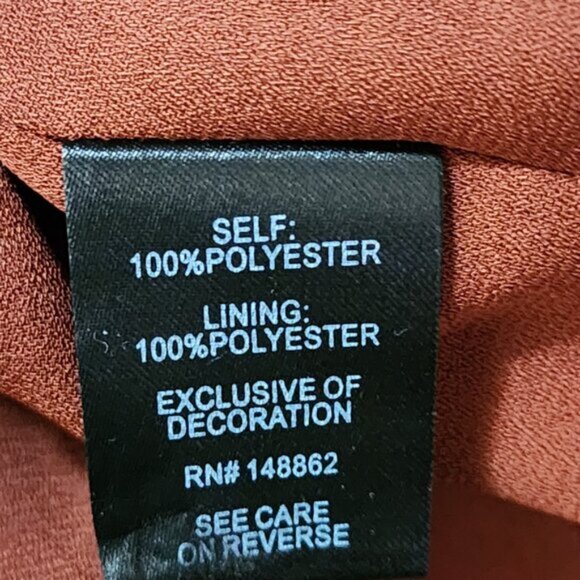 SELF:
100%POLYESTER
LINING:
100%POLYESTER
EXCLUSIVE OF
DECORATION
RN# 148862
SEE CARE
ON REVERSE